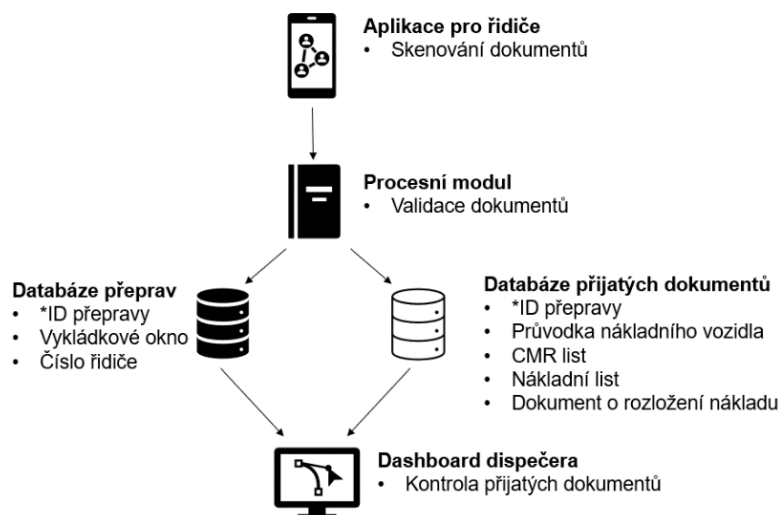 Aplikace pro řidiče
• Skenování dokumentů
Procesní modul
• Validace dokumentů
Databáze přeprav
• *ID přepravy
• Vykládkové okno
• Číslo řidiče
Databáze přijatých dokumentů
• *ID přepravy
• Průvodka nákladního vozidla
• CMR list
• Nákladní list
• Dokument o rozložení nákladu
Dashboard dispečera
• Kontrola přijatých dokumentů